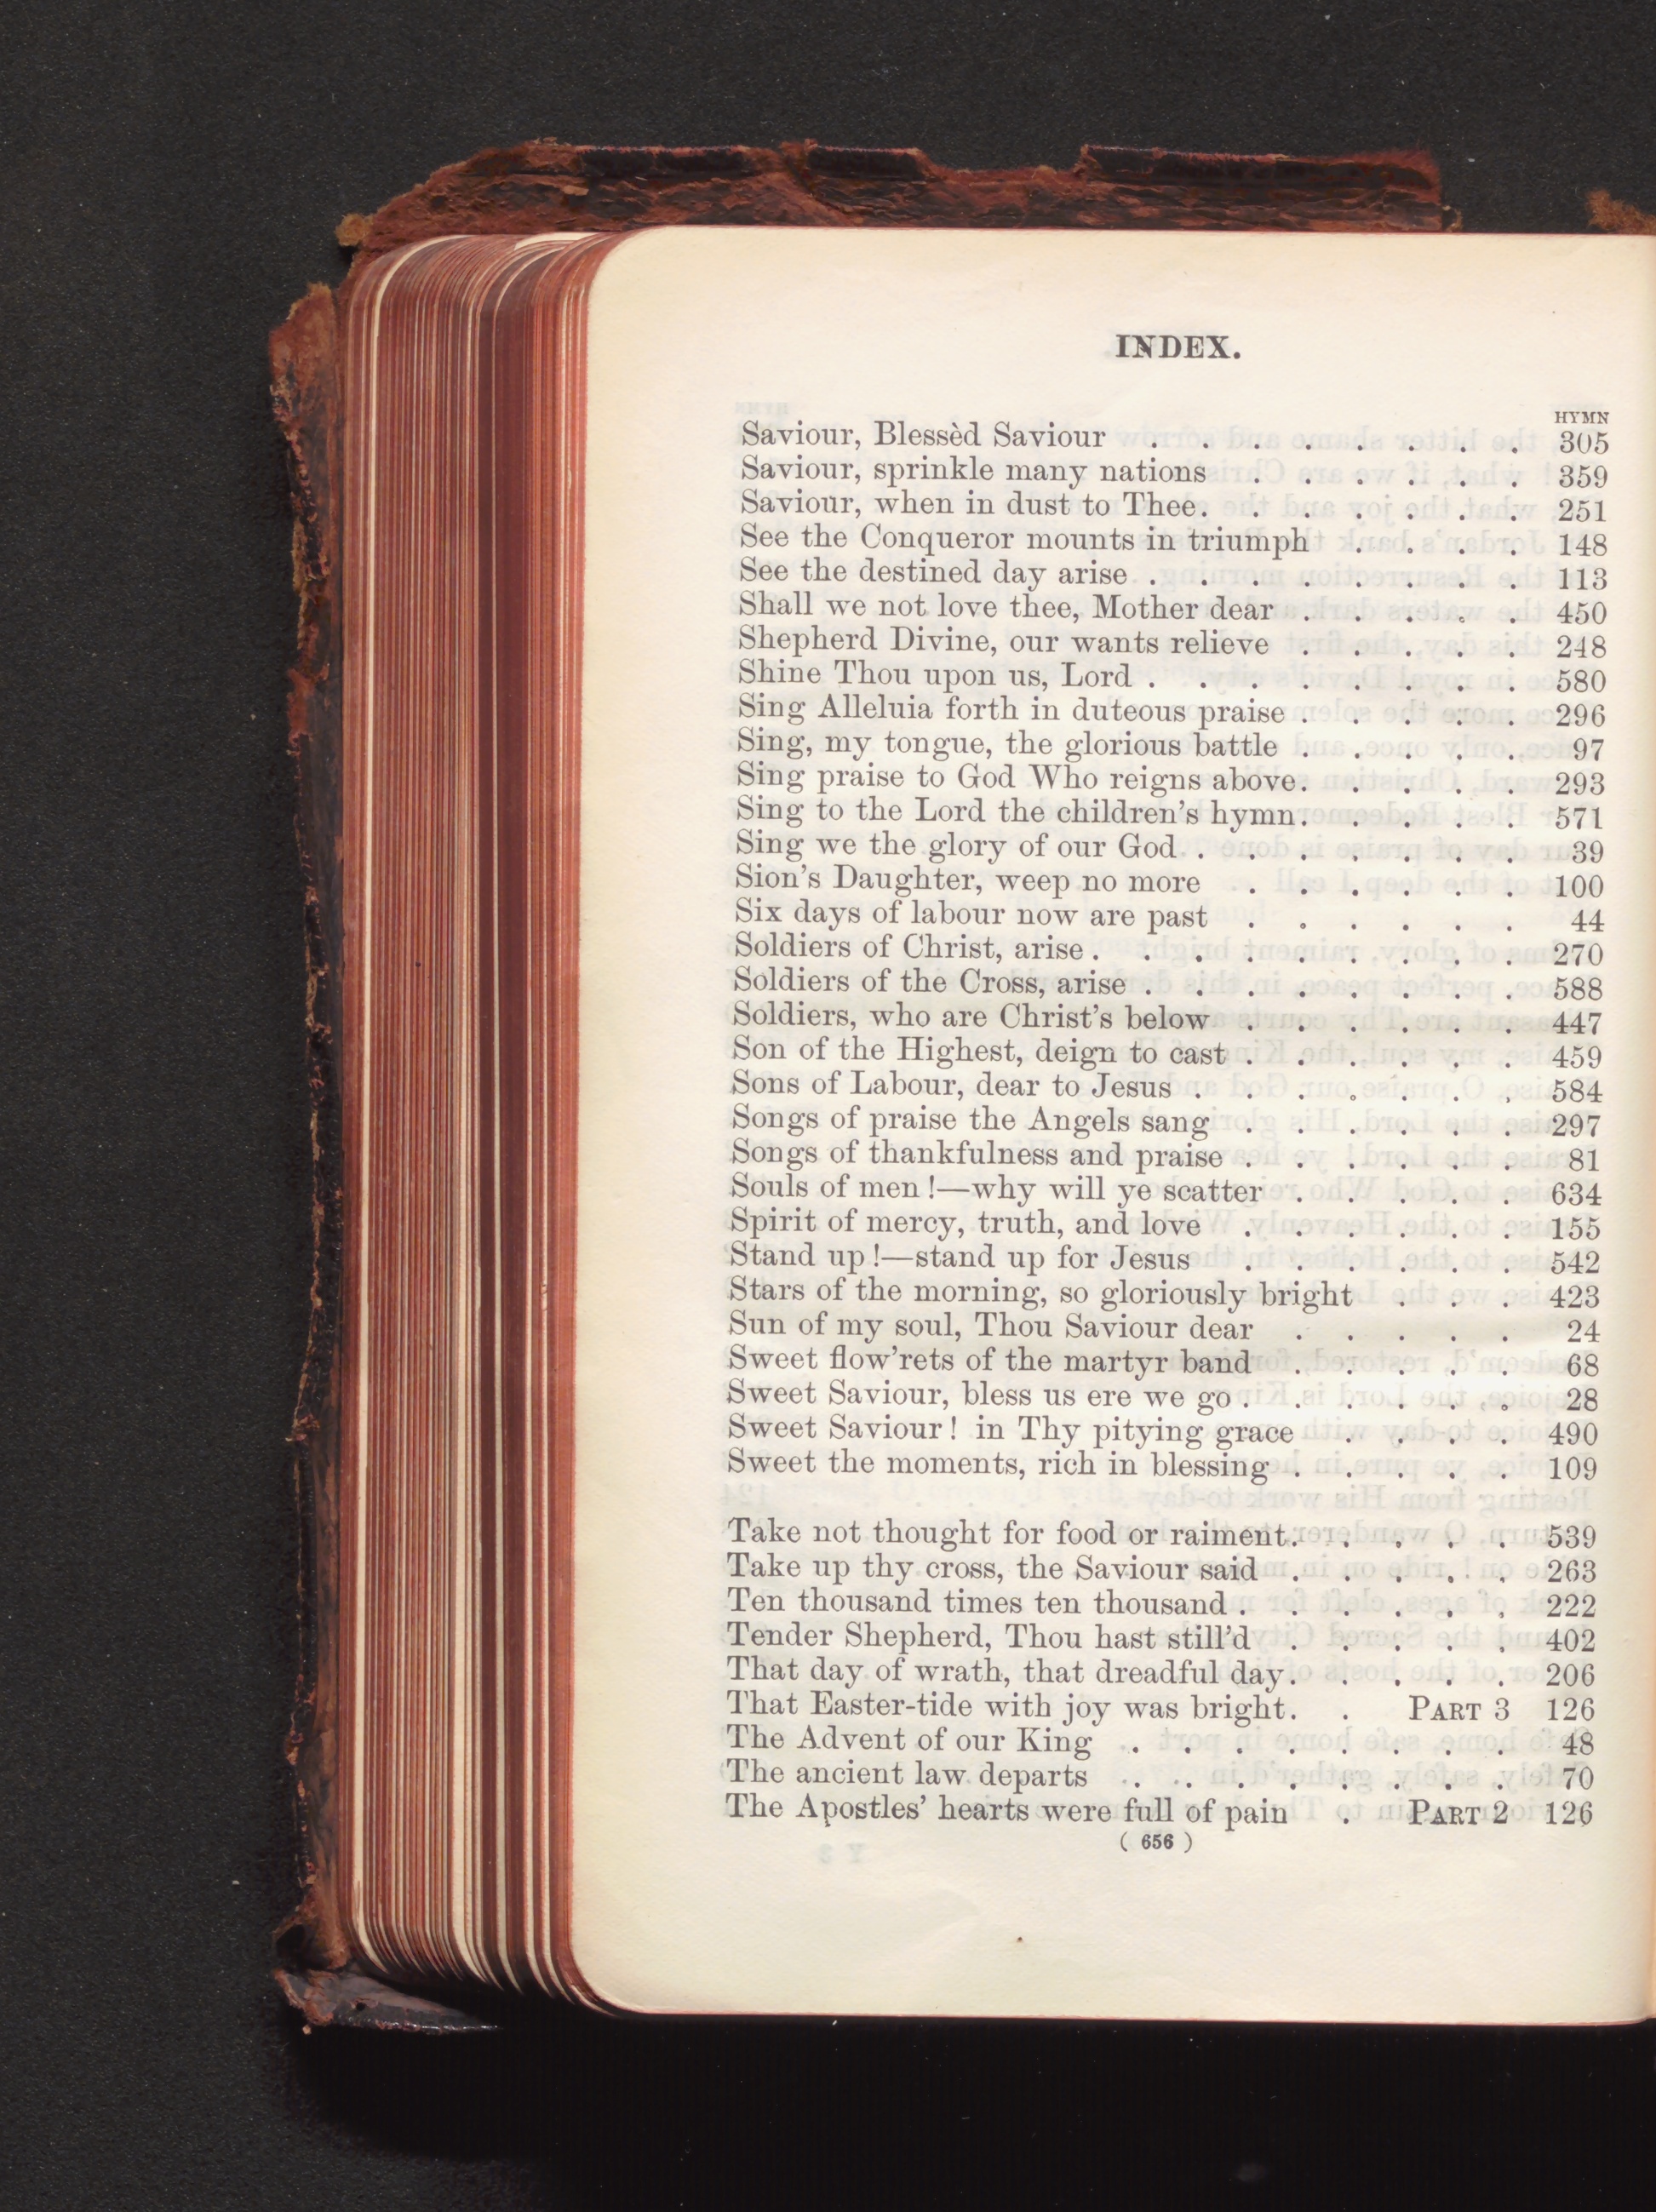 INDEX.
HYMN
Saviour, Blessèd Saviour . . . . . . . . 305
Saviour, sprinkle many nations . . . . . . 359
Saviour, when in dust to Thee . . . . . . . 251
See the Conqueror mounts in triumph . . . . 148
See the destined day arise . . . . . . . . 113
Shall we not love thee, Mother dear . . . . . 450
Shepherd Divine, our wants relieve . . . . . 248
Shine Thou upon us, Lord . . . . . . . . 580
Sing Alleluia forth in duteous praise . . . . . 296
Sing, my tongue, the glorious battle . . . . . 97
Sing praise to God Who reigns above . . . . . 293
Sing to the Lord the children's hymn . . . . . 571
Sing we the glory of our God . . . . . . . 39
Sion's Daughter, weep no more . . . . . . 100
Six days of labour now are past . . . . . . 44
Soldiers of Christ, arise . . . . . . . . . 270
Soldiers of the Cross, arise . . . . . . . . 588
Soldiers, who are Christ's below . . . . . . 447
Son of the Highest, deign to cast . . . . . . 459
Sons of Labour, dear to Jesus . . . . . . . 584
Songs of praise the Angels sang . . . . . . 297
Songs of thankfulness and praise . . . . . . 81
Souls of men !—why will ye scatter . . . . . 634
Spirit of mercy, truth, and love . . . . . . 155
Stand up !—stand up for Jesus . . . . . . 542
Stars of the morning, so gloriously bright . . . 423
Sun of my soul, Thou Saviour dear . . . . . 24
Sweet flow'rets of the martyr band . . . . . 68
Sweet Saviour, bless us ere we go . . . . . . 28
Sweet Saviour ! in Thy pitying grace . . . . 490
Sweet the moments, rich in blessing . . . . . 109
Take not thought for food or raiment . . . . . 539
Take up thy cross, the Saviour said . . . . . 263
Ten thousand times ten thousand . . . . . . 222
Tender Shepherd, Thou hast still'd . . . . . 402
That day of wrath, that dreadful day . . . . . 206
That Easter-tide with joy was bright . . PART 3 126
The Advent of our King . . . . . . . . 48
The ancient law departs . . . . . . . . 70
The Apostles' hearts were full of pain . PART 2 126
( 656 )